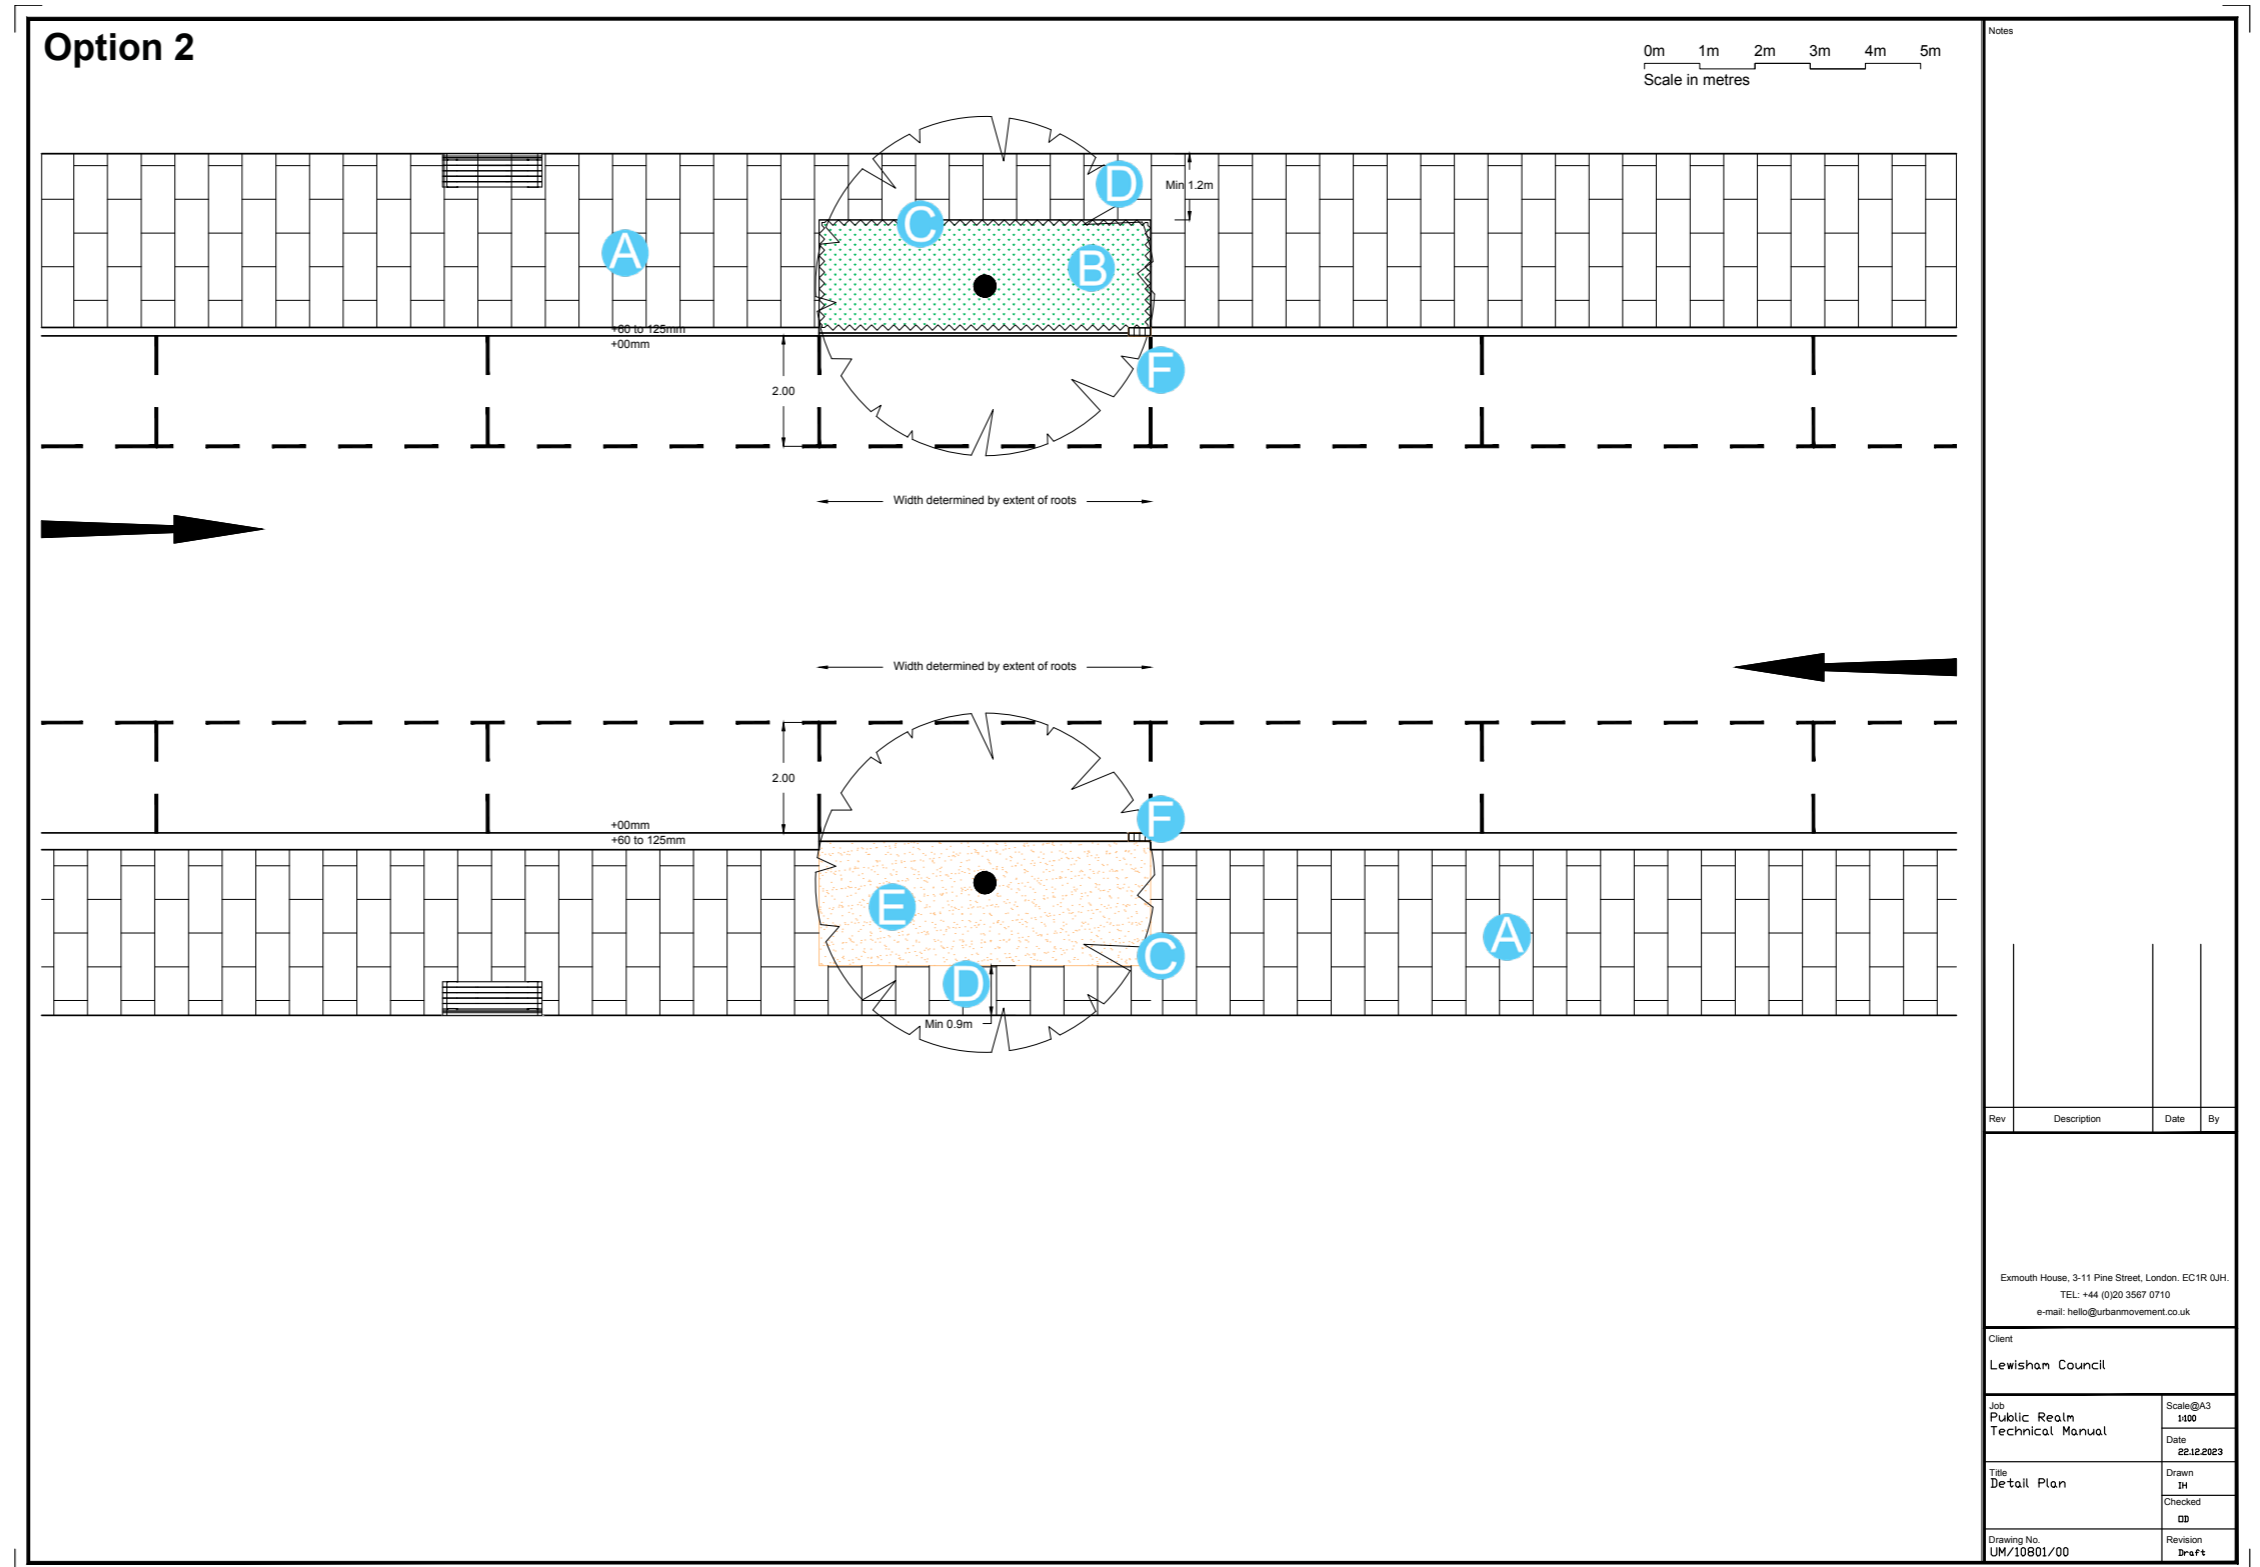 Option 2
0m 1m 2m 3m 4m 5m
Scale in metres
D
Min 1.2m
C
A
B
+60 to 125mm
+00mm
F
2.00
Width determined by extent of roots
Width determined by extent of roots
2.00
F
+00mm
+60 to 125mm
E
A
C
D
Min 0.9m
Notes
Rev Description Date By
Exmouth House, 3-11 Pine Street, London. EC1R 0JH.
TEL: +44 (0)20 3567 0710
e-mail: hello@urbanmovement.co.uk
Client
Lewisham Council
Job
Public Realm
Technical Manual
Scale@A3
1:100
Date
22.12.2023
Title
Detail Plan
Drawn
IH
Checked
OD
Drawing No.
UM/10801/00
Revision
Draft